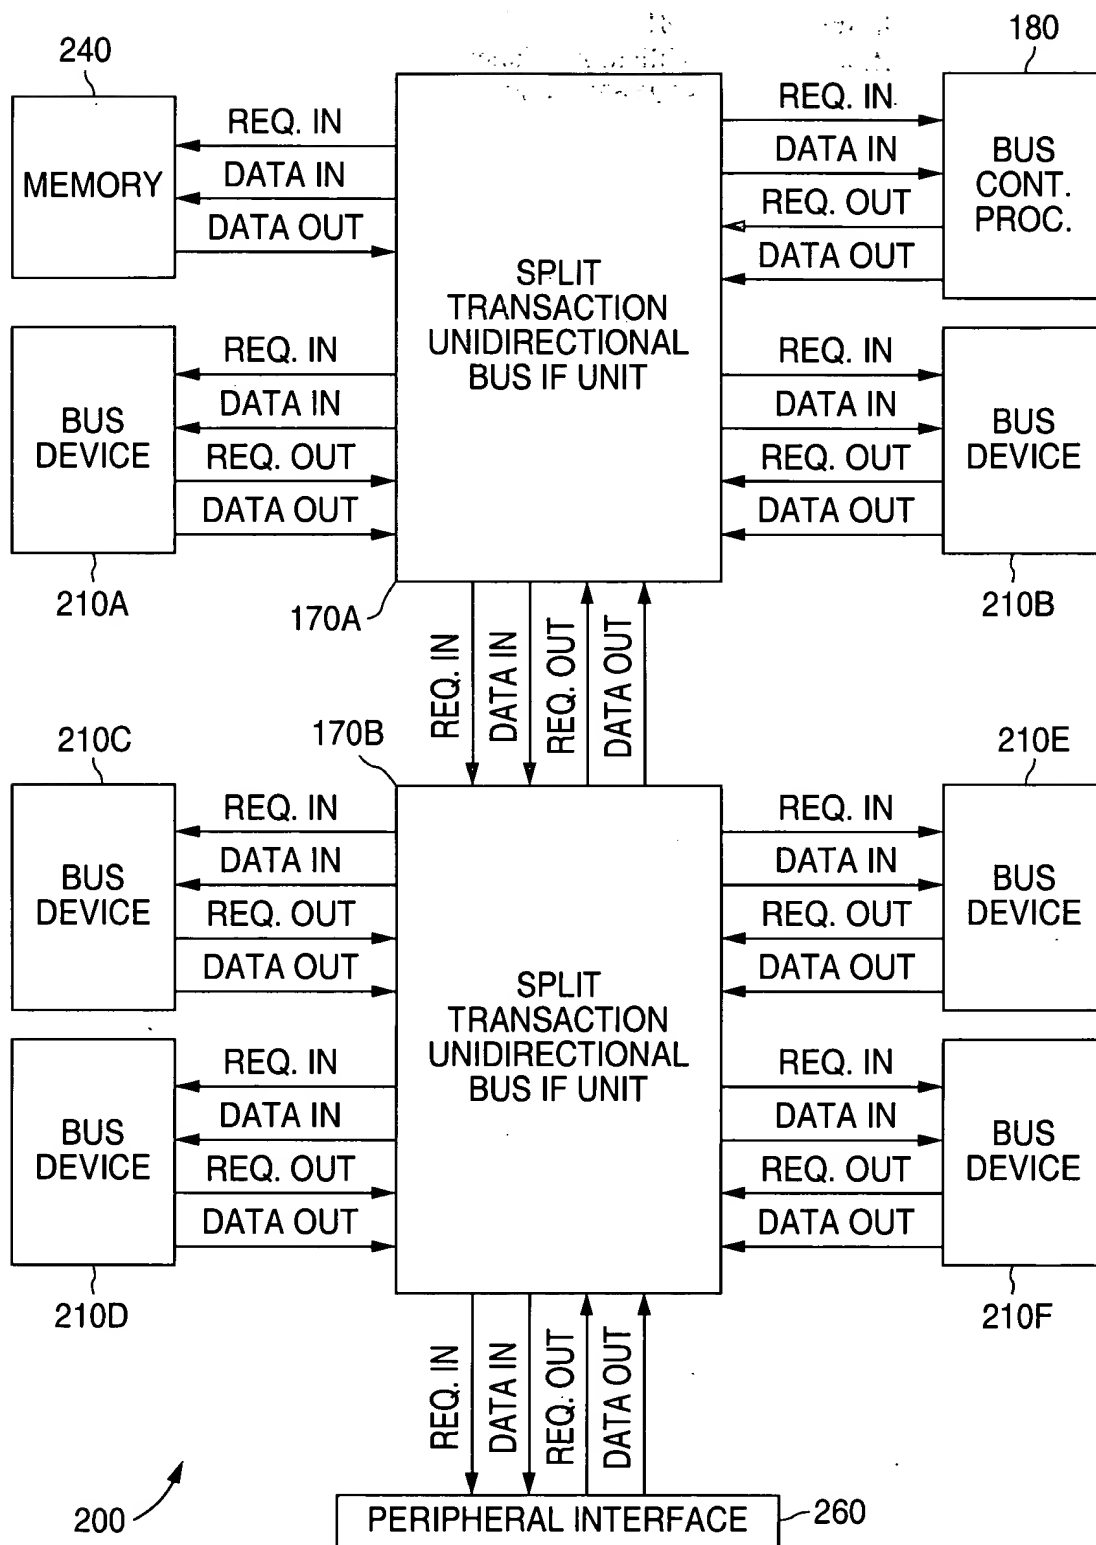 240
180
MEMORY
REQ. IN
DATA IN
DATA OUT
SPLIT
TRANSACTION
UNIDIRECTIONAL
BUS IF UNIT
REQ. IN
DATA IN
REQ. OUT
DATA OUT
BUS
CONT.
PROC.
BUS
DEVICE
REQ. IN
DATA IN
REQ. OUT
DATA OUT
REQ. IN
DATA IN
REQ. OUT
DATA OUT
BUS
DEVICE
210A
170A
210B
REQ. IN
DATA IN
REQ. OUT
DATA OUT
210C
170B
210E
BUS
DEVICE
REQ. IN
DATA IN
REQ. OUT
DATA OUT
SPLIT
TRANSACTION
UNIDIRECTIONAL
BUS IF UNIT
REQ. IN
DATA IN
REQ. OUT
DATA OUT
BUS
DEVICE
BUS
DEVICE
REQ. IN
DATA IN
REQ. OUT
DATA OUT
REQ. IN
DATA IN
REQ. OUT
DATA OUT
BUS
DEVICE
210D
210F
REQ. IN
DATA IN
REQ. OUT
DATA OUT
200
PERIPHERAL INTERFACE
260